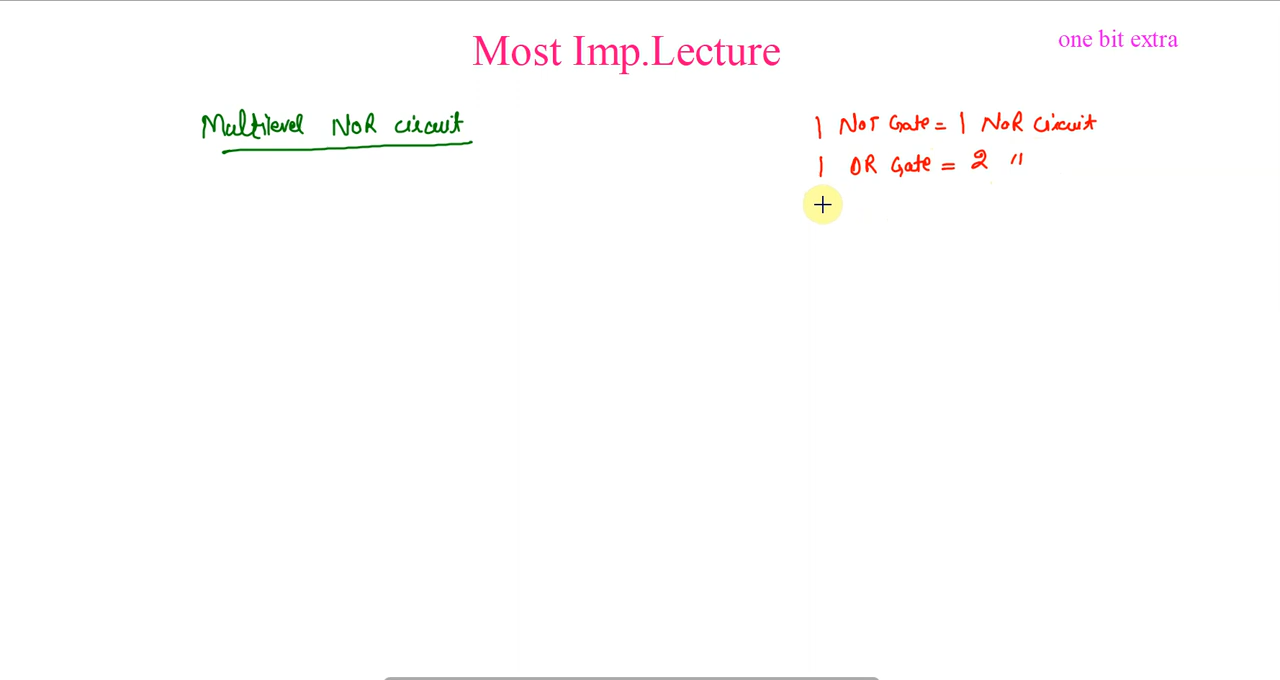 Most Imp.Lecture
one bit extra
Multilevel NOR circuit
1 NOT Gate = 1 NOR Circuit
1 OR Gate = 2 "